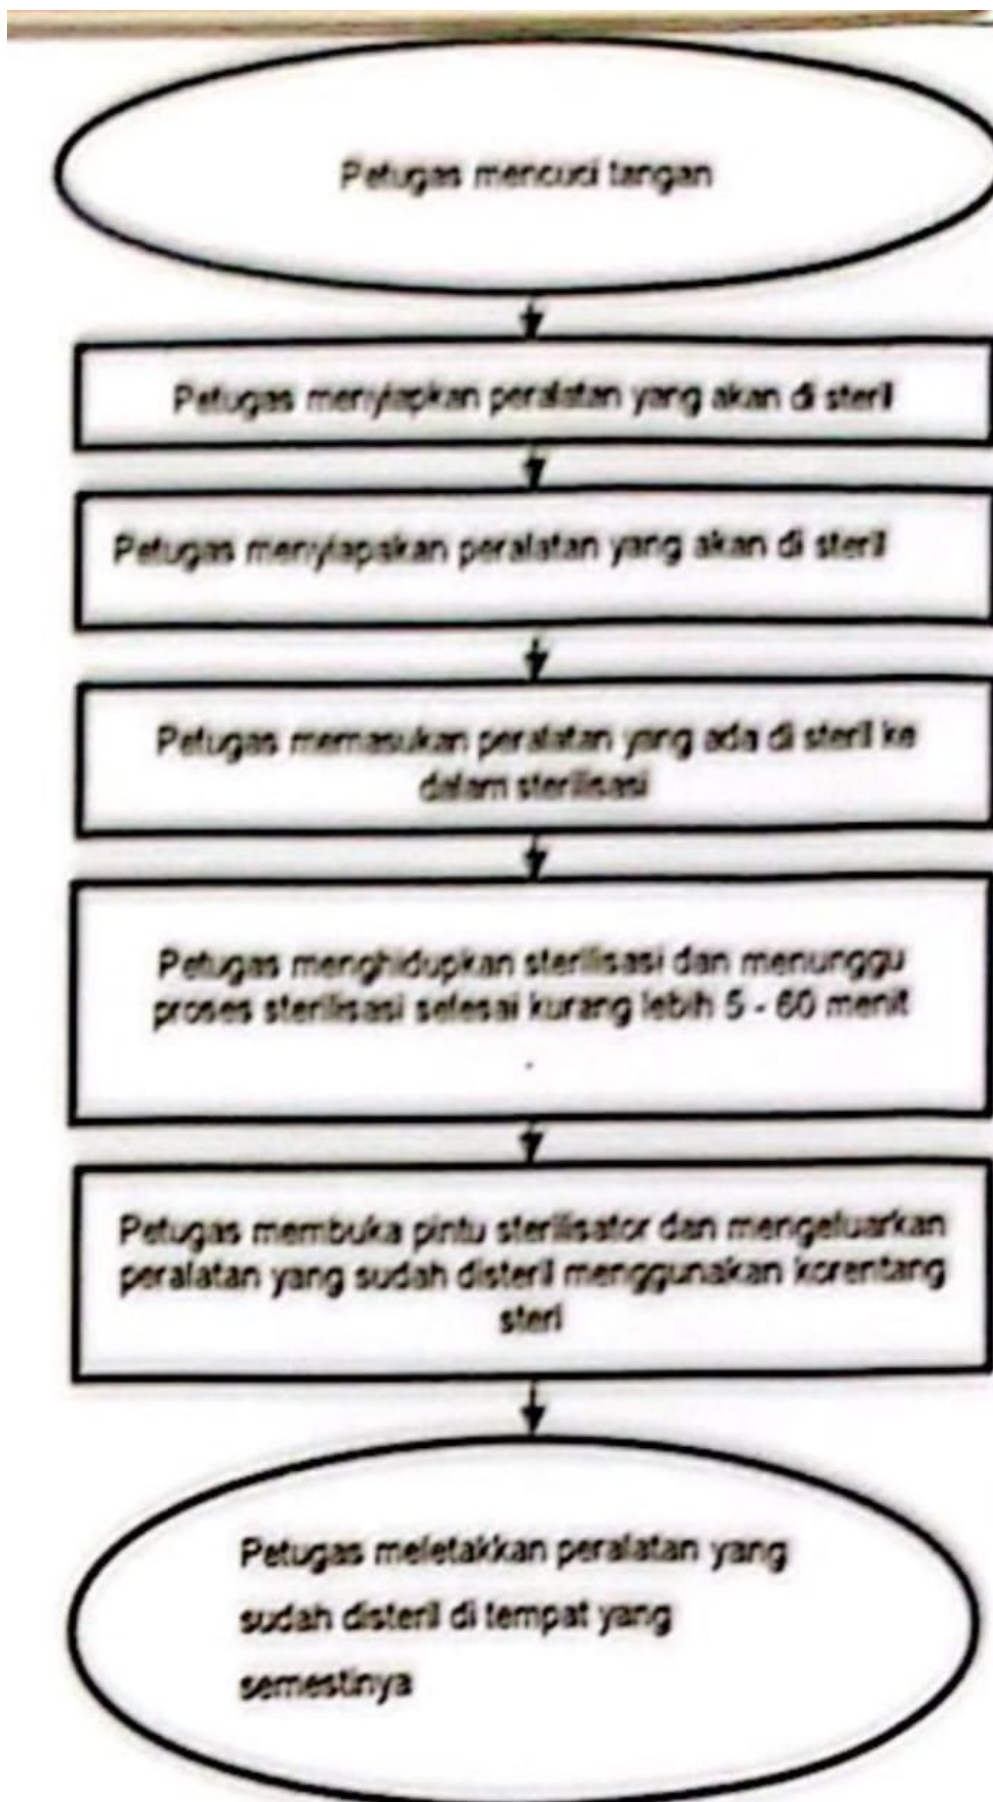 Petugas mencuci tangan
Petugas menyiapkan peralatan yang akan di steril
Petugas menyiapakan peralatan yang akan di steril
Petugas memasukan peralatan yang ada di steril ke
dalam sterilisasi
Petugas menghidupkan sterilisasi dan menunggu
proses sterilisasi selesai kurang lebih 5 - 60 menit
.
Petugas membuka pintu sterilisator dan mengeluarkan
peralatan yang sudah disteril menggunakan korentang
steril
Petugas meletakkan peralatan yang
sudah disteril di tempat yang
semestinya